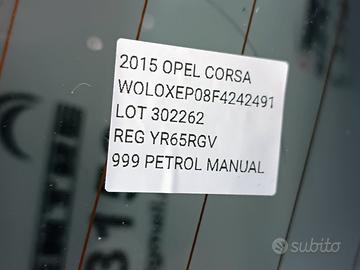 2015 OPEL CORSA
WOLOXEP08F4242491
LOT 302262
REG YR65RGV
999 PETROL MANUAL
subito